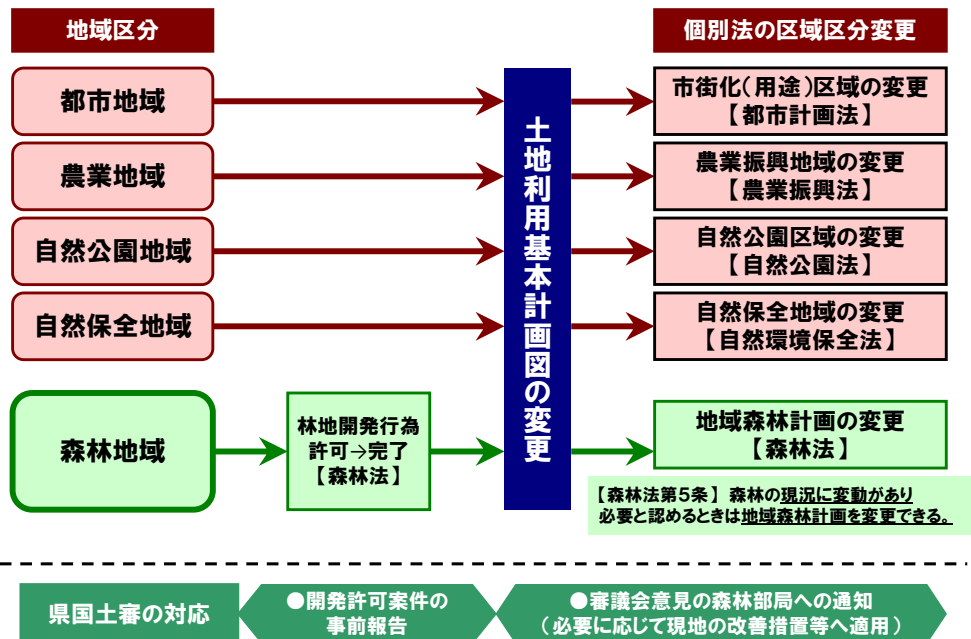 地域区分
個別法の区域区分変更
都市地域
農業地域
自然公園地域
自然保全地域
森林地域
林地開発行為
許可→完了
【森林法】
土地利用基本計画図の変更
市街化(用途)区域の変更
【都市計画法】
農業振興地域の変更
【農業振興法】
自然公園区域の変更
【自然公園法】
自然保全地域の変更
【自然環境保全法】
地域森林計画の変更
【森林法】
【森林法第5条】 森林の現況に変動があり
必要と認めるときは地域森林計画を変更できる。
県国土審の対応
●開発許可案件の
事前報告
●審議会意見の森林部局への通知
(必要に応じて現地の改善措置等へ適用)